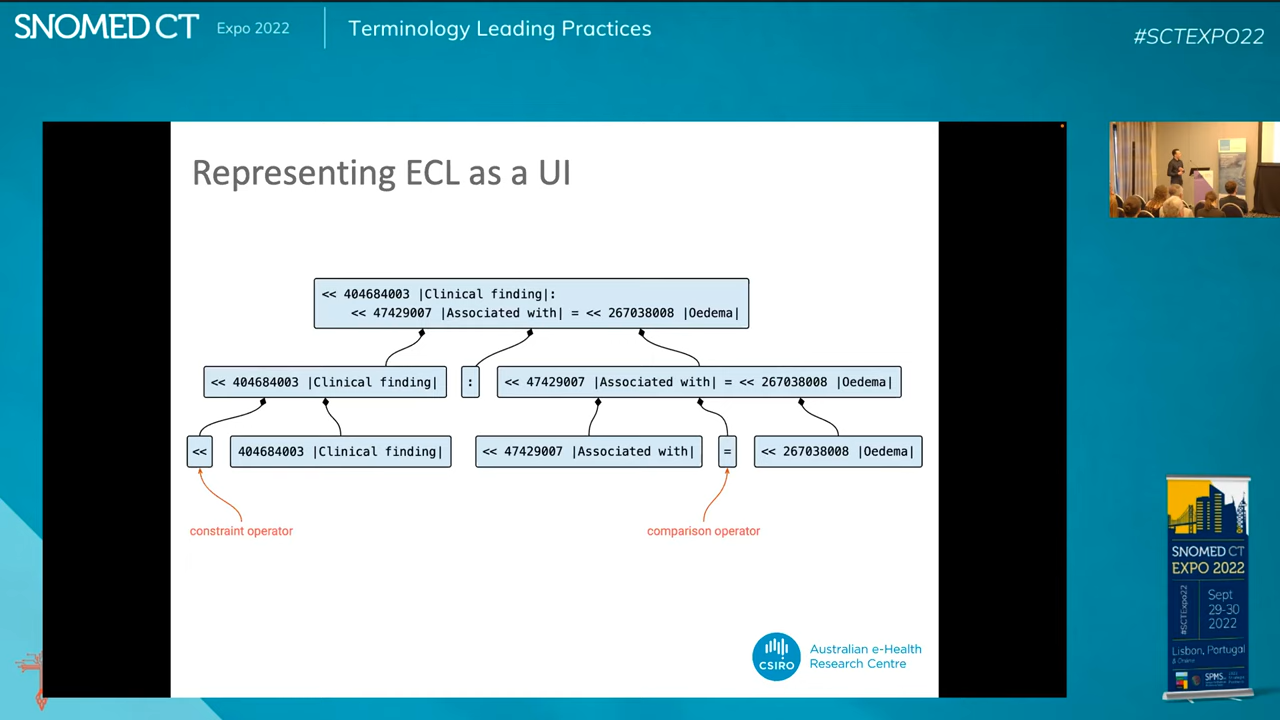 SNOMED CT Expo 2022 Terminology Leading Practices
#SCTEXPO22
Representing ECL as a UI
<< 404684003 |Clinical finding|:
<< 47429007 |Associated with| = << 267038008 |Oedema|
<< 404684003 |Clinical finding| : << 47429007 |Associated with| = << 267038008 |Oedema|
<< 404684003 |Clinical finding| << 47429007 |Associated with| = << 267038008 |Oedema|
constraint operator comparison operator
CSIRO
Australian e-Health
Research Centre
SNOMED CT
EXPO 2022
#SCTExpo22
Sept
29-30
2022
Lisbon, Portugal
& Online
SPMS